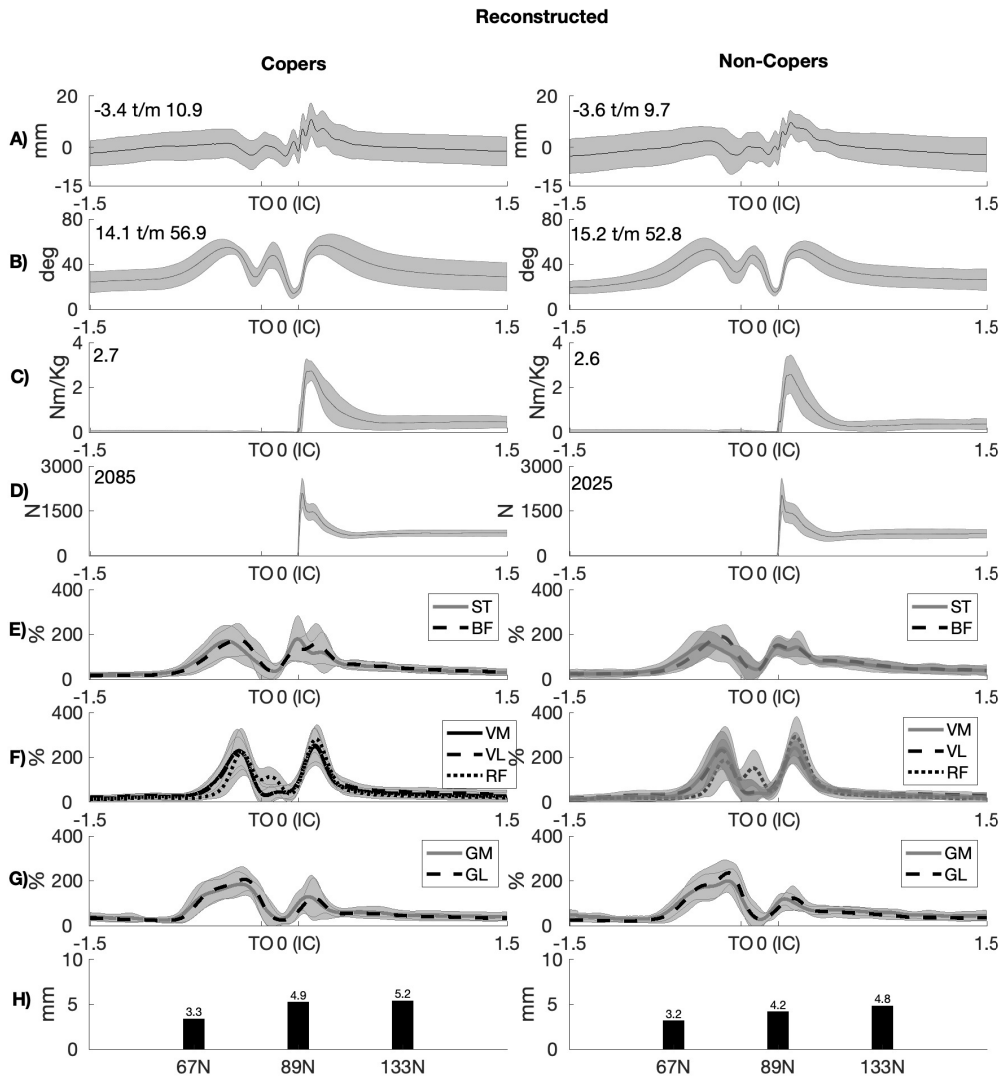 Reconstructed
Copers Non-Copers
A) mm 20 0 -15 -3.4 t/m 10.9 mm 20 0 -15 -3.6 t/m 9.7
-1.5 TO 0 (IC) 1.5 -1.5 TO 0 (IC) 1.5
B) deg 80 40 0 14.1 t/m 56.9 deg 80 40 0 15.2 t/m 52.8
-1.5 TO 0 (IC) 1.5 -1.5 TO 0 (IC) 1.5
C) Nm/Kg 4 2 0 2.7 Nm/Kg 4 2 0 2.6
-1.5 TO 0 (IC) 1.5 -1.5 TO 0 (IC) 1.5
D) N 3000 1500 0 2085 N 3000 1500 0 2025
-1.5 TO 0 (IC) 1.5 -1.5 TO 0 (IC) 1.5
E) % 400 200 0 ST BF % 400 200 0 ST BF
-1.5 TO 0 (IC) 1.5 -1.5 TO 0 (IC) 1.5
F) % 400 200 0 VM VL RF % 400 200 0 VM VL RF
-1.5 TO 0 (IC) 1.5 -1.5 TO 0 (IC) 1.5
G) % 400 200 0 GM GL % 400 200 0 GM GL
-1.5 TO 0 (IC) 1.5 -1.5 TO 0 (IC) 1.5
H) mm 10 5 0 3.3 4.9 5.2 mm 10 5 0 3.2 4.2 4.8
67N 89N 133N 67N 89N 133N